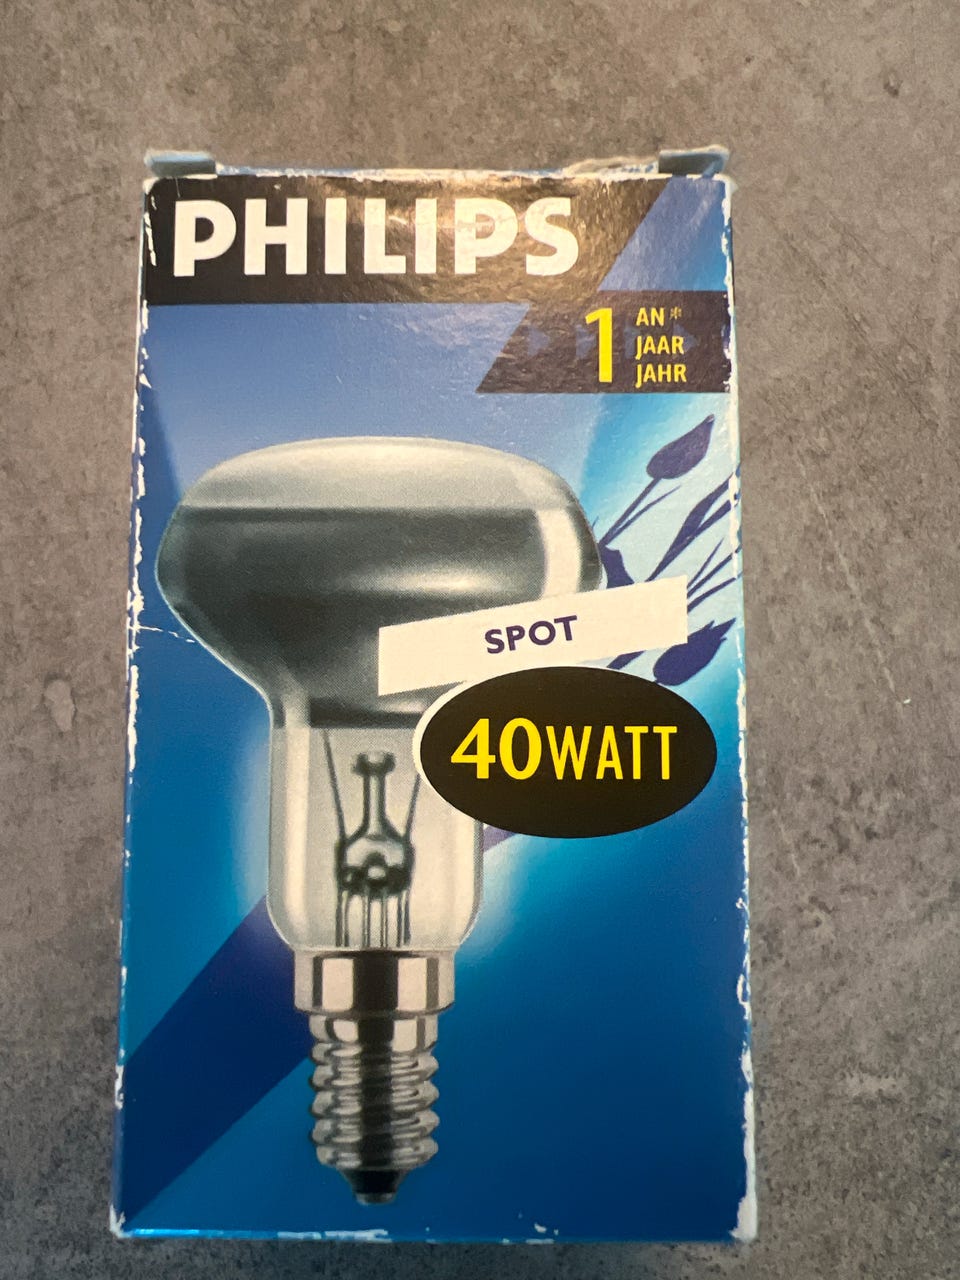 PHILIPS
1 AN*
JAAR
JAHR
SPOT
40WATT